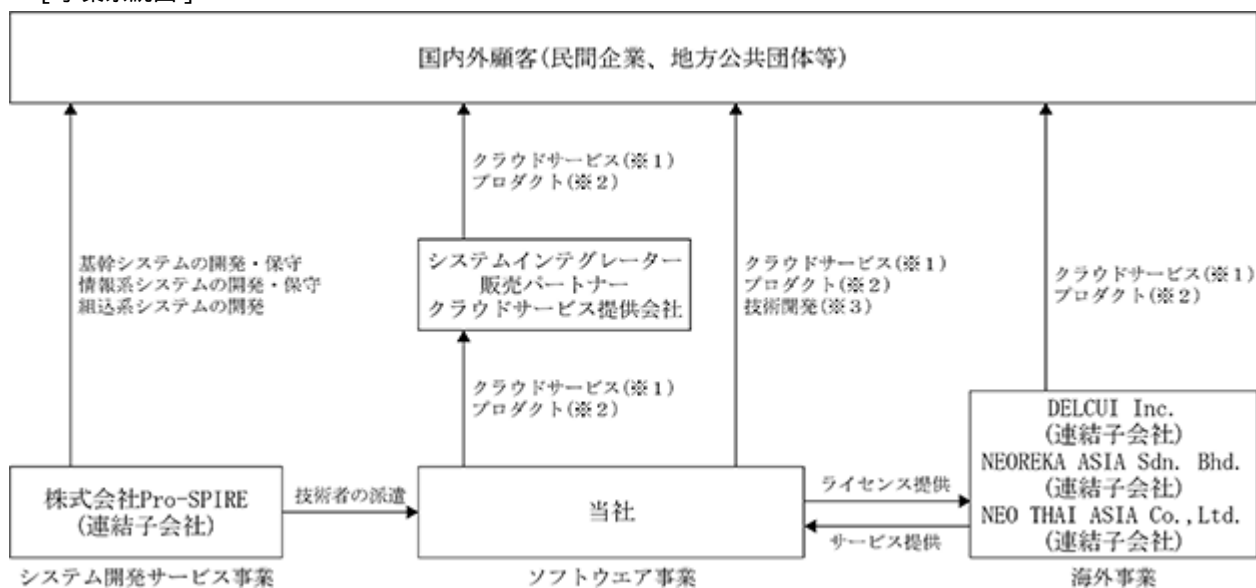 国内外顧客(民間企業、地方公共団体等)
クラウドサービス(※1)
プロダクト(※2)
基幹システムの開発・保守
情報系システムの開発・保守
組込系システムの開発
システムインテグレーター
販売パートナー
クラウドサービス提供会社
クラウドサービス(※1)
プロダクト(※2)
技術開発(※3)
クラウドサービス(※1)
プロダクト(※2)
クラウドサービス(※1)
プロダクト(※2)
株式会社Pro-SPIRE
(連結子会社)
技術者の派遣
当社
ライセンス提供
サービス提供
DELCUI Inc.
(連結子会社)
NEOREKA ASIA Sdn. Bhd.
(連結子会社)
NEO THAI ASIA Co.,Ltd.
(連結子会社)
システム開発サービス事業
ソフトウエア事業
海外事業